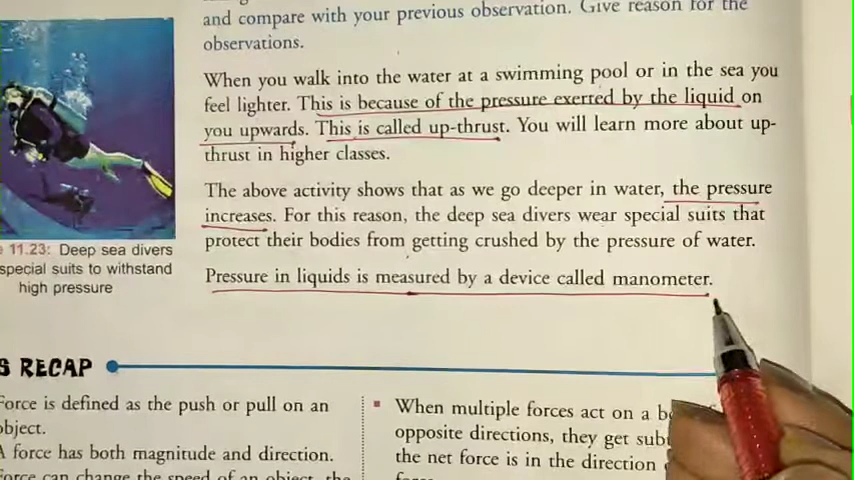 and compare with your previous observation. Give reason for the
observations.
When you walk into the water at a swimming pool or in the sea you
feel lighter. This is because of the pressure exerred by the liquid on
you upwards. This is called up-thrust. You will learn more about up-
thrust in higher classes.
The above activity shows that as we go deeper in water, the pressure
increases. For this reason, the deep sea divers wear special suits that
protect their bodies from getting crushed by the pressure of water.
Pressure in liquids is measured by a device called manometer.
11.23: Deep sea divers
special suits to withstand
high pressure
RECAP
Force is defined as the push or pull on an
object.
A force has both magnitude and direction.
Force can change the speed of an object, the
When multiple forces act on a
opposite directions, they get
the net force is in the direction